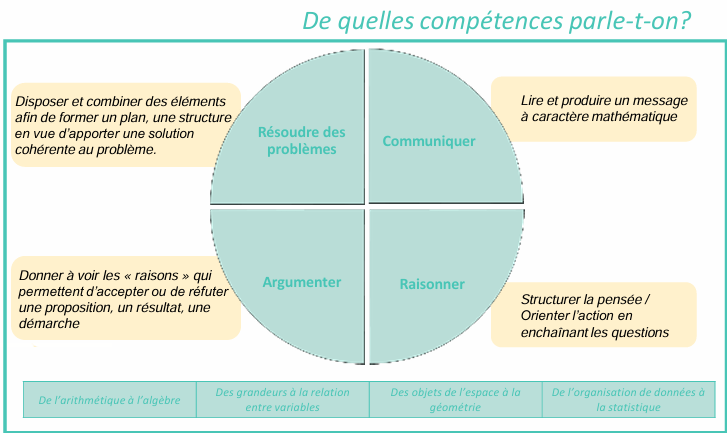 De quelles compétences parle-t-on?
Disposer et combiner des éléments
afin de former un plan, une structure
en vue d'apporter une solution
cohérente au problème.
Résoudre des
problèmes
Communiquer
Lire et produire un message
à caractère mathématique
Donner à voir les « raisons » qui
permettent d'accepter ou de réfuter
une proposition, un résultat, une
démarche
Argumenter
Raisonner
Structurer la pensée /
Orienter l'action en
enchaînant les questions
De l'arithmétique à l'algèbre
Des grandeurs à la relation
entre variables
Des objets de l'espace à la
géométrie
De l'organisation de données à
la statistique